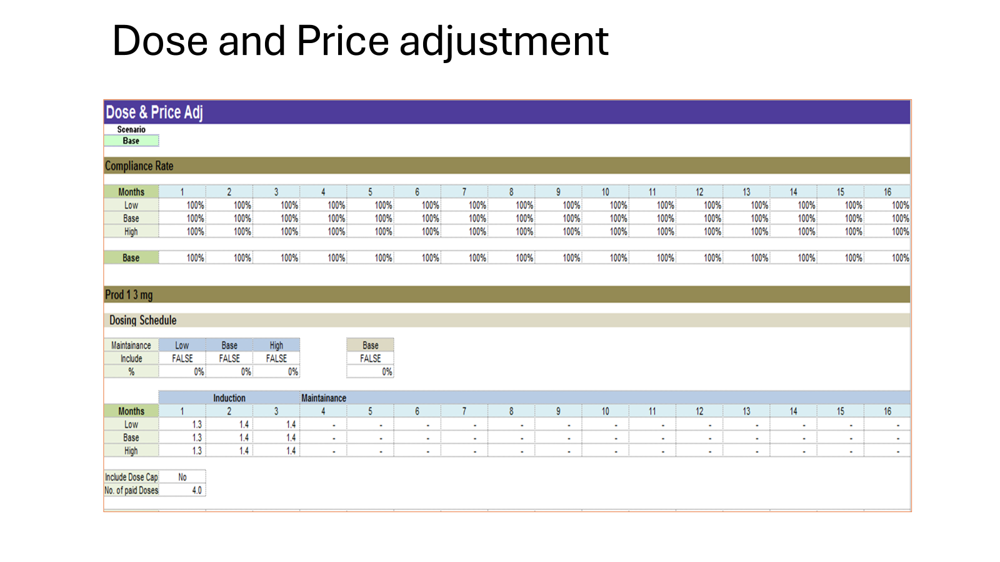 Dose and Price adjustment
Dose & Price Adj
Scenario
Base
Compliance Rate
Months 1 2 3 4 5 6 7 8 9 10 11 12 13 14 15 16
Low 100% 100% 100% 100% 100% 100% 100% 100% 100% 100% 100% 100% 100% 100% 100% 100%
Base 100% 100% 100% 100% 100% 100% 100% 100% 100% 100% 100% 100% 100% 100% 100% 100%
High 100% 100% 100% 100% 100% 100% 100% 100% 100% 100% 100% 100% 100% 100% 100% 100%
Base 100% 100% 100% 100% 100% 100% 100% 100% 100% 100% 100% 100% 100% 100% 100% 100%
Prod 1 3 mg
Dosing Schedule
Maintainance Low Base High Base
Include FALSE FALSE FALSE FALSE
% 0% 0% 0% 0%
Induction Maintainance
Months 1 2 3 4 5 6 7 8 9 10 11 12 13 14 15 16
Low 1.3 1.4 1.4 - - - - - - - - - - - - -
Base 1.3 1.4 1.4 - - - - - - - - - - - - -
High 1.3 1.4 1.4 - - - - - - - - - - - - -
Include Dose Cap No
No. of paid Doses 4.0